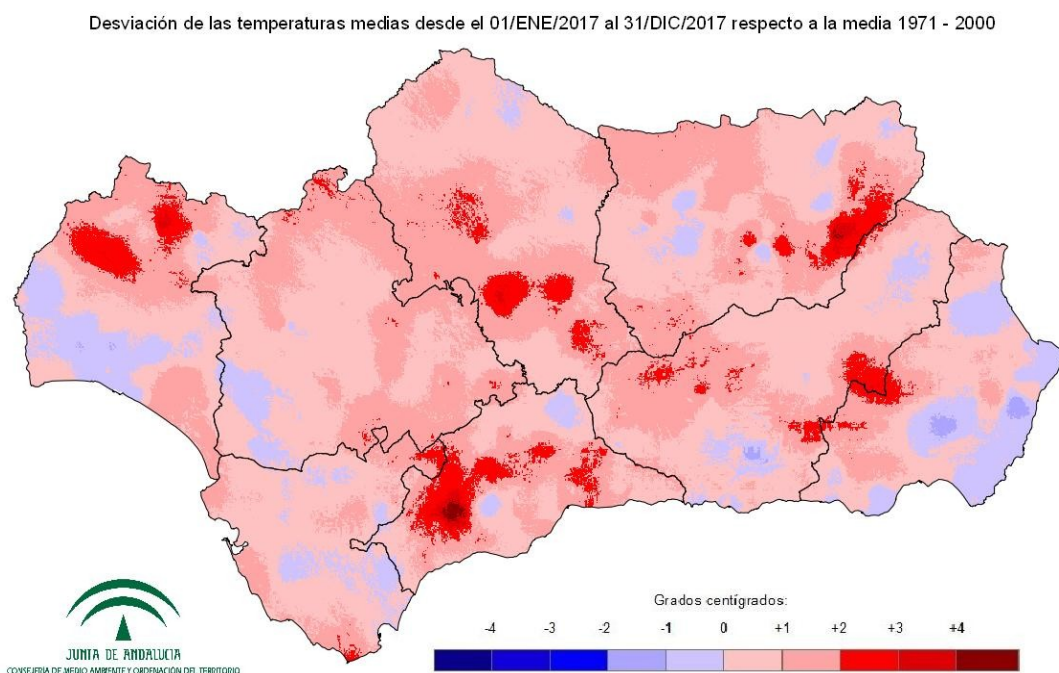 Desviación de las temperaturas medias desde el 01/ENE/2017 al 31/DIC/2017 respecto a la media 1971 - 2000
Grados centígrados:
-4 -3 -2 -1 0 +1 +2 +3 +4
JUNTA DE ANDALUCIA
CONSEJERÍA DE MEDIO AMBIENTE Y ORDENACIÓN DEL TERRITORIO